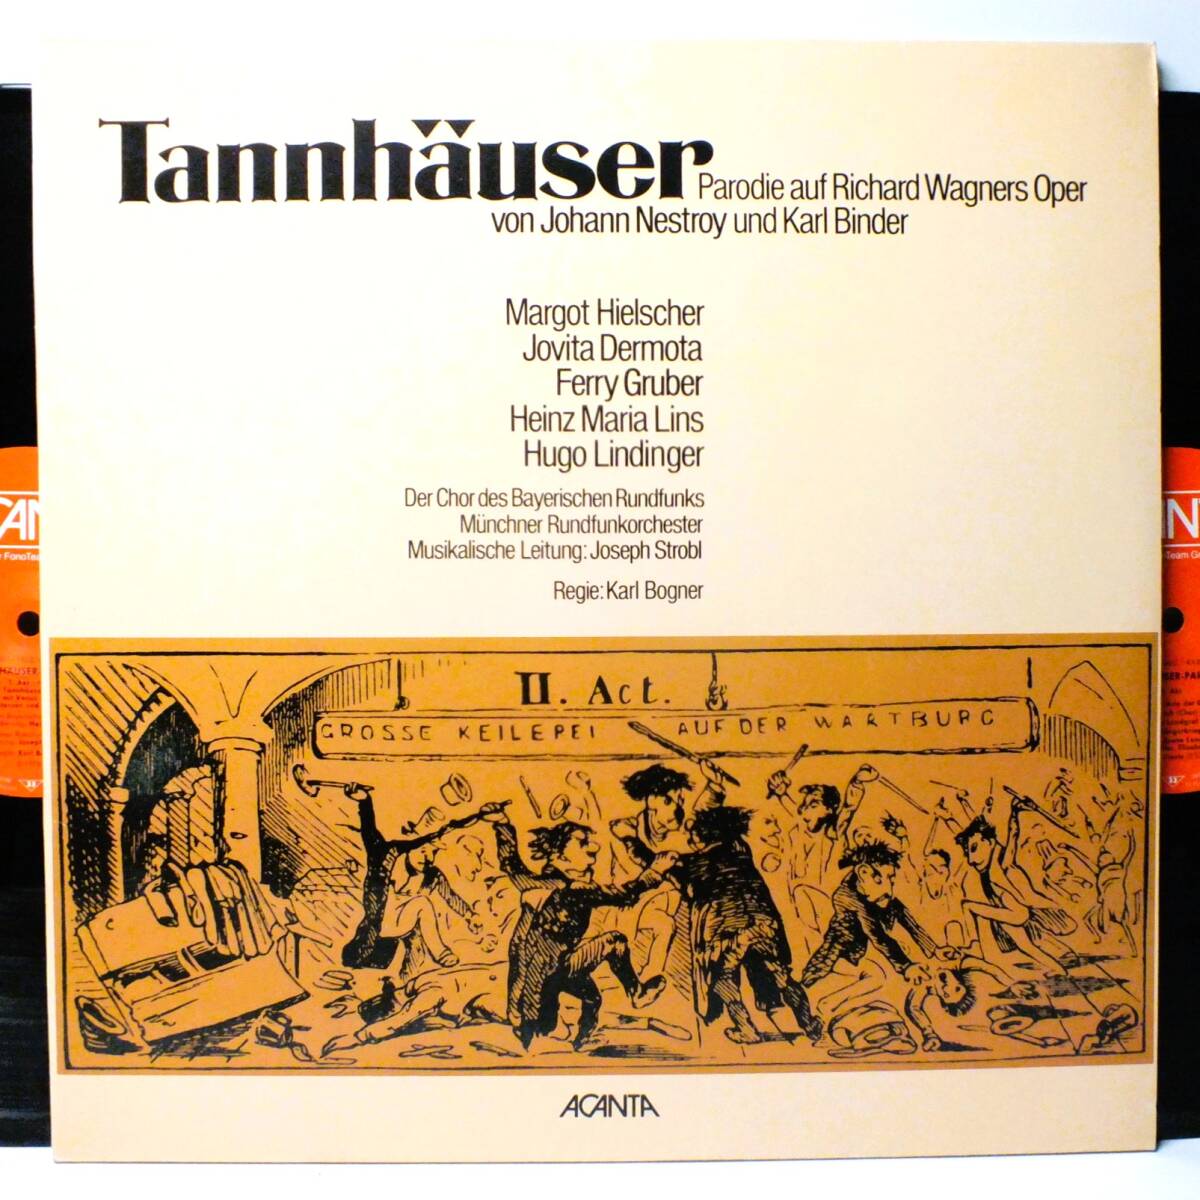 Tannhäuser
Parodie auf Richard Wagners Oper
von Johann Nestroy und Karl Binder
Margot Hielscher
Jovita Dermota
Ferry Gruber
Heinz Maria Lins
Hugo Lindinger
Der Chor des Bayerischen Rundfunks
Münchner Rundfunkorchester
Musikalische Leitung: Joseph Strobl
Regie: Karl Bogner
II. Act.
GROSSE KEILEREI AUF DER WARTBURG
ACANTA